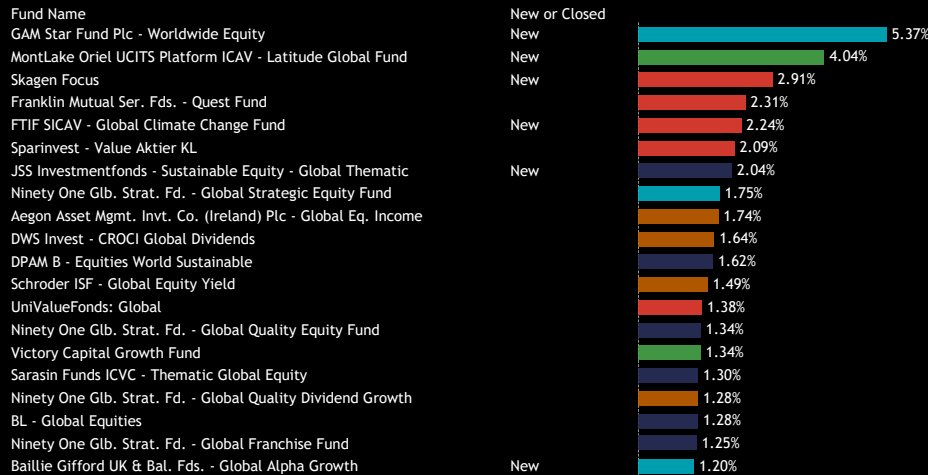 Fund Name New or Closed
GAM Star Fund Plc - Worldwide Equity New 5.37%
MontLake Oriel UCITS Platform ICAV - Latitude Global Fund New 4.04%
Skagen Focus New 2.91%
Franklin Mutual Ser. Fds. - Quest Fund 2.31%
FTIF SICAV - Global Climate Change Fund New 2.24%
Sparinvest - Value Aktier KL 2.09%
JSS Investmentfonds - Sustainable Equity - Global Thematic New 2.04%
Ninety One Glb. Strat. Fd. - Global Strategic Equity Fund 1.75%
Aegon Asset Mgmt. Invt. Co. (Ireland) Plc - Global Eq. Income 1.74%
DWS Invest - CROCI Global Dividends 1.64%
DPAM B - Equities World Sustainable 1.62%
Schroder ISF - Global Equity Yield 1.49%
UniValueFonds: Global 1.38%
Ninety One Glb. Strat. Fd. - Global Quality Equity Fund 1.34%
Victory Capital Growth Fund 1.34%
Sarasin Funds ICVC - Thematic Global Equity 1.30%
Ninety One Glb. Strat. Fd. - Global Quality Dividend Growth 1.28%
BL - Global Equities 1.28%
Ninety One Glb. Strat. Fd. - Global Franchise Fund 1.25%
Baillie Gifford UK & Bal. Fds. - Global Alpha Growth New 1.20%